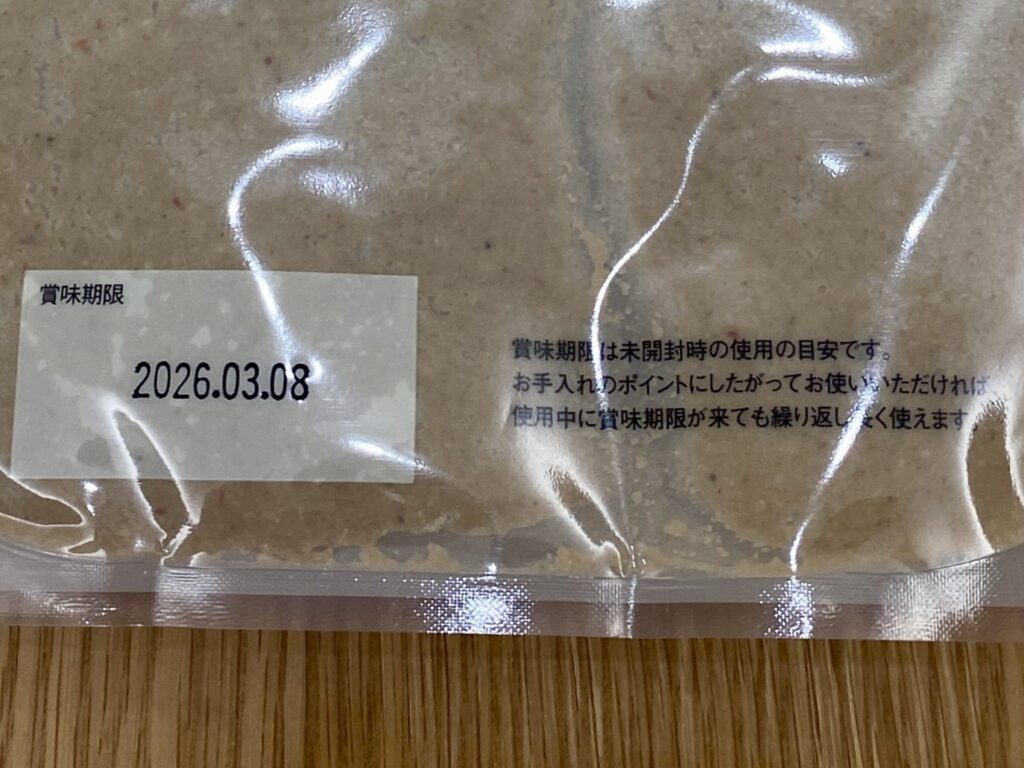 賞味期限
2026.03.08
賞味期限は未開封時の使用の目安です。
お手入れのポイントにしたがってお使いいただければ、
使用中に賞味期限が来ても繰り返し長く使えます。